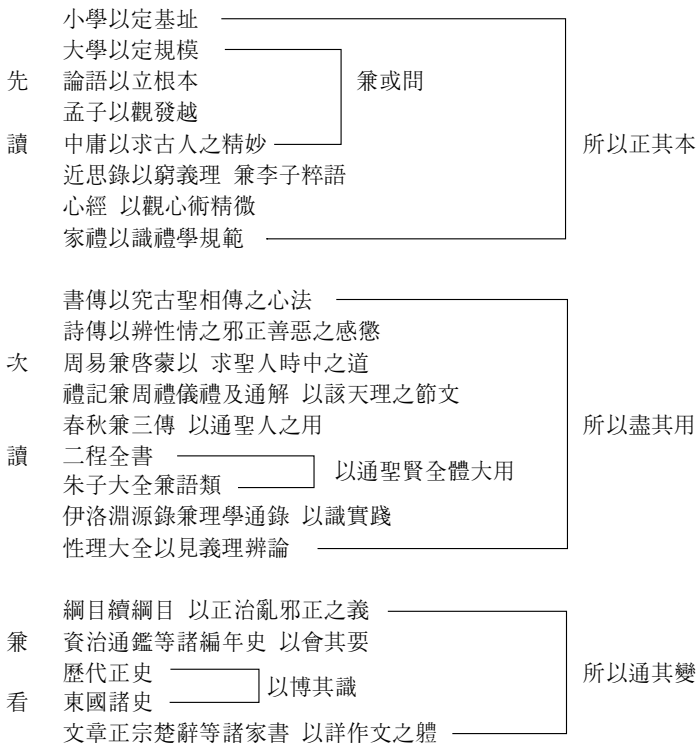 小學以定基址
大學以定規模
先 論語以立根本 兼或問
孟子以觀發越
讀 中庸以求古人之精妙 所以正其本
近思錄以窮義理 兼李子粹語
心經 以觀心術精微
家禮以識禮學規範
書傳以究古聖相傳之心法
詩傳以辨性情之邪正善惡之感懲
次 周易兼啓蒙以 求聖人時中之道
禮記兼周禮儀禮及通解 以該天理之節文
春秋兼三傳 以通聖人之用 所以盡其用
讀 二程全書
以通聖賢全體大用
朱子大全兼語類
伊洛淵源錄兼理學通錄 以識實踐
性理大全以見義理辨論
綱目續綱目 以正治亂邪正之義
兼 資治通鑑等諸編年史 以會其要
歷代正史 所以通其變
以博其識
看 東國諸史
文章正宗楚辭等諸家書 以詳作文之軆